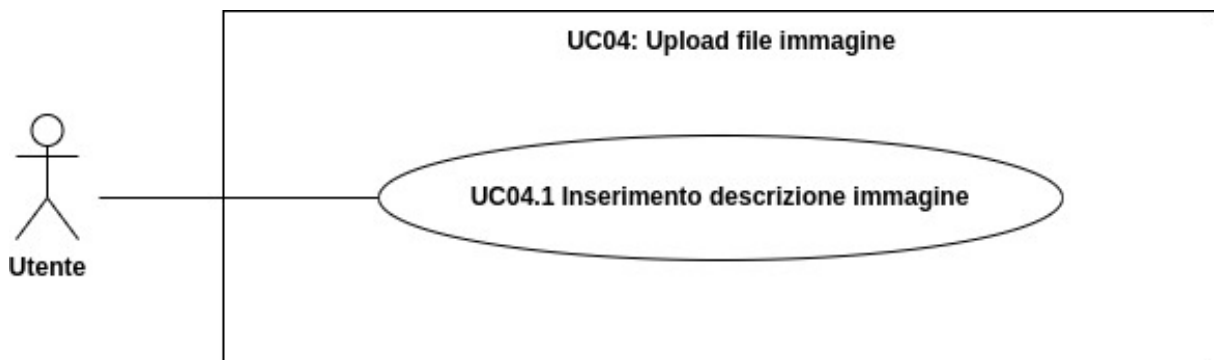 UC04: Upload file immagine
UC04.1 Inserimento descrizione immagine
Utente